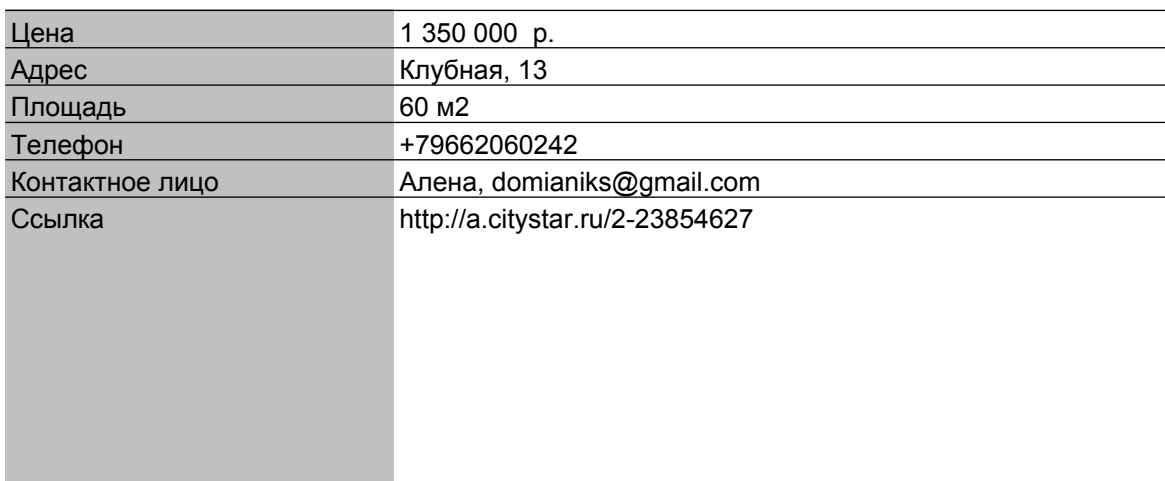 Цена 1 350 000 р.
Адрес Клубная, 13
Площадь 60 м2
Телефон +79662060242
Контактное лицо Алена, domianiks@gmail.com
Ссылка http://a.citystar.ru/2-23854627